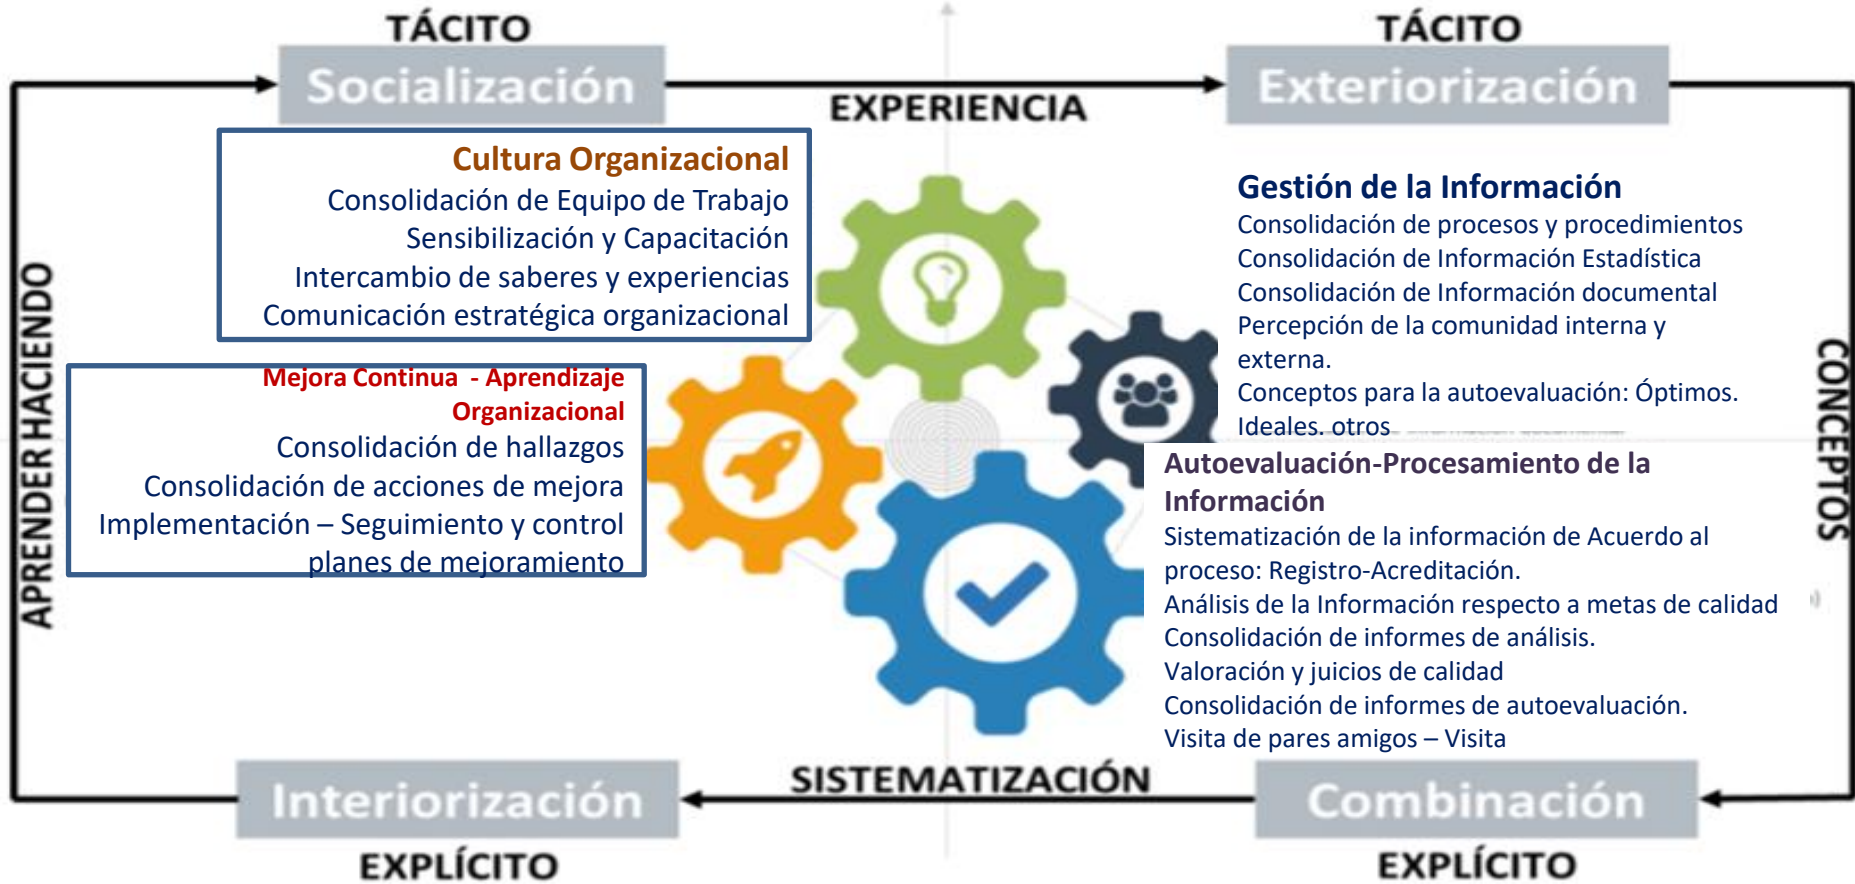 TÁCITO
Socialización
EXPERIENCIA
TÁCITO
Exteriorización
Cultura Organizacional
Consolidación de Equipo de Trabajo
Sensibilización y Capacitación
Intercambio de saberes y experiencias
Comunicación estratégica organizacional
Gestión de la Información
Consolidación de procesos y procedimientos
Consolidación de Información Estadística
Consolidación de Información documental
Percepción de la comunidad interna y
externa.
Conceptos para la autoevaluación: Óptimos.
Ideales. otros
APRENDER HACIENDO
Mejora Continua - Aprendizaje
Organizacional
Consolidación de hallazgos
Consolidación de acciones de mejora
Implementación – Seguimiento y control
planes de mejoramiento
CONCEPTOS
Autoevaluación-Procesamiento de la
Información
Sistematización de la información de Acuerdo al
proceso: Registro-Acreditación.
Análisis de la Información respecto a metas de calidad
Consolidación de informes de análisis.
Valoración y juicios de calidad
Consolidación de informes de autoevaluación.
Visita de pares amigos – Visita
Interiorización
EXPLÍCITO
SISTEMATIZACIÓN
Combinación
EXPLÍCITO